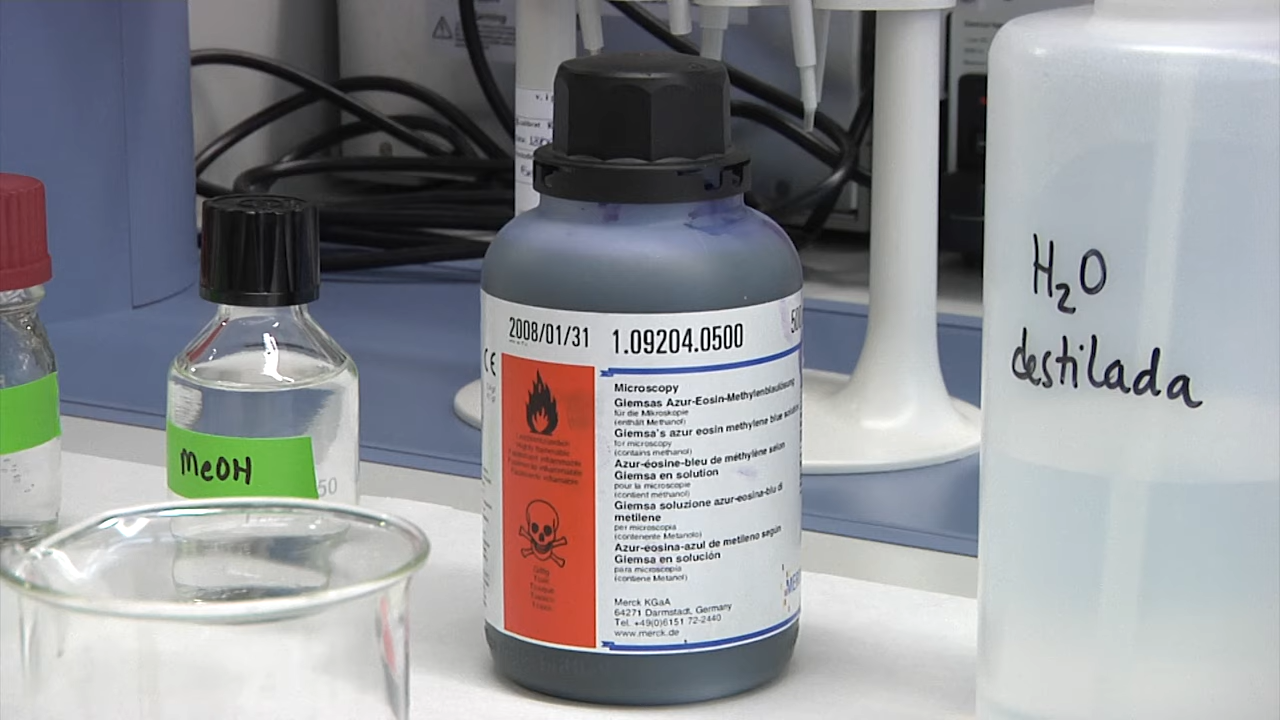 2008/01/31 1.09204.0500
CE
Microscopy
Giemsas Azur-Eosin-Methylenblaulösung
für die Mikroskopie
(enthält Methanol)
Giemsa's azur eosin methylene blue solution
for microscopy
(contains methanol)
Azur-éosine-bleu de méthylène selon
Giemsa en solution
pour la microscopie
(contient méthanol)
Giemsa soluzione azur-eosina-blu di
metilene
per microscopia
(contenente Metanolo)
Azur-eosina-azul de metileno según
Giemsa en solución
para microscopía
(contiene Metanol)
Merck KGaA
64271 Darmstadt, Germany
Tel. +49(0)6151 72-2440
www.merck.de
MeOH
50
H₂O
destilada